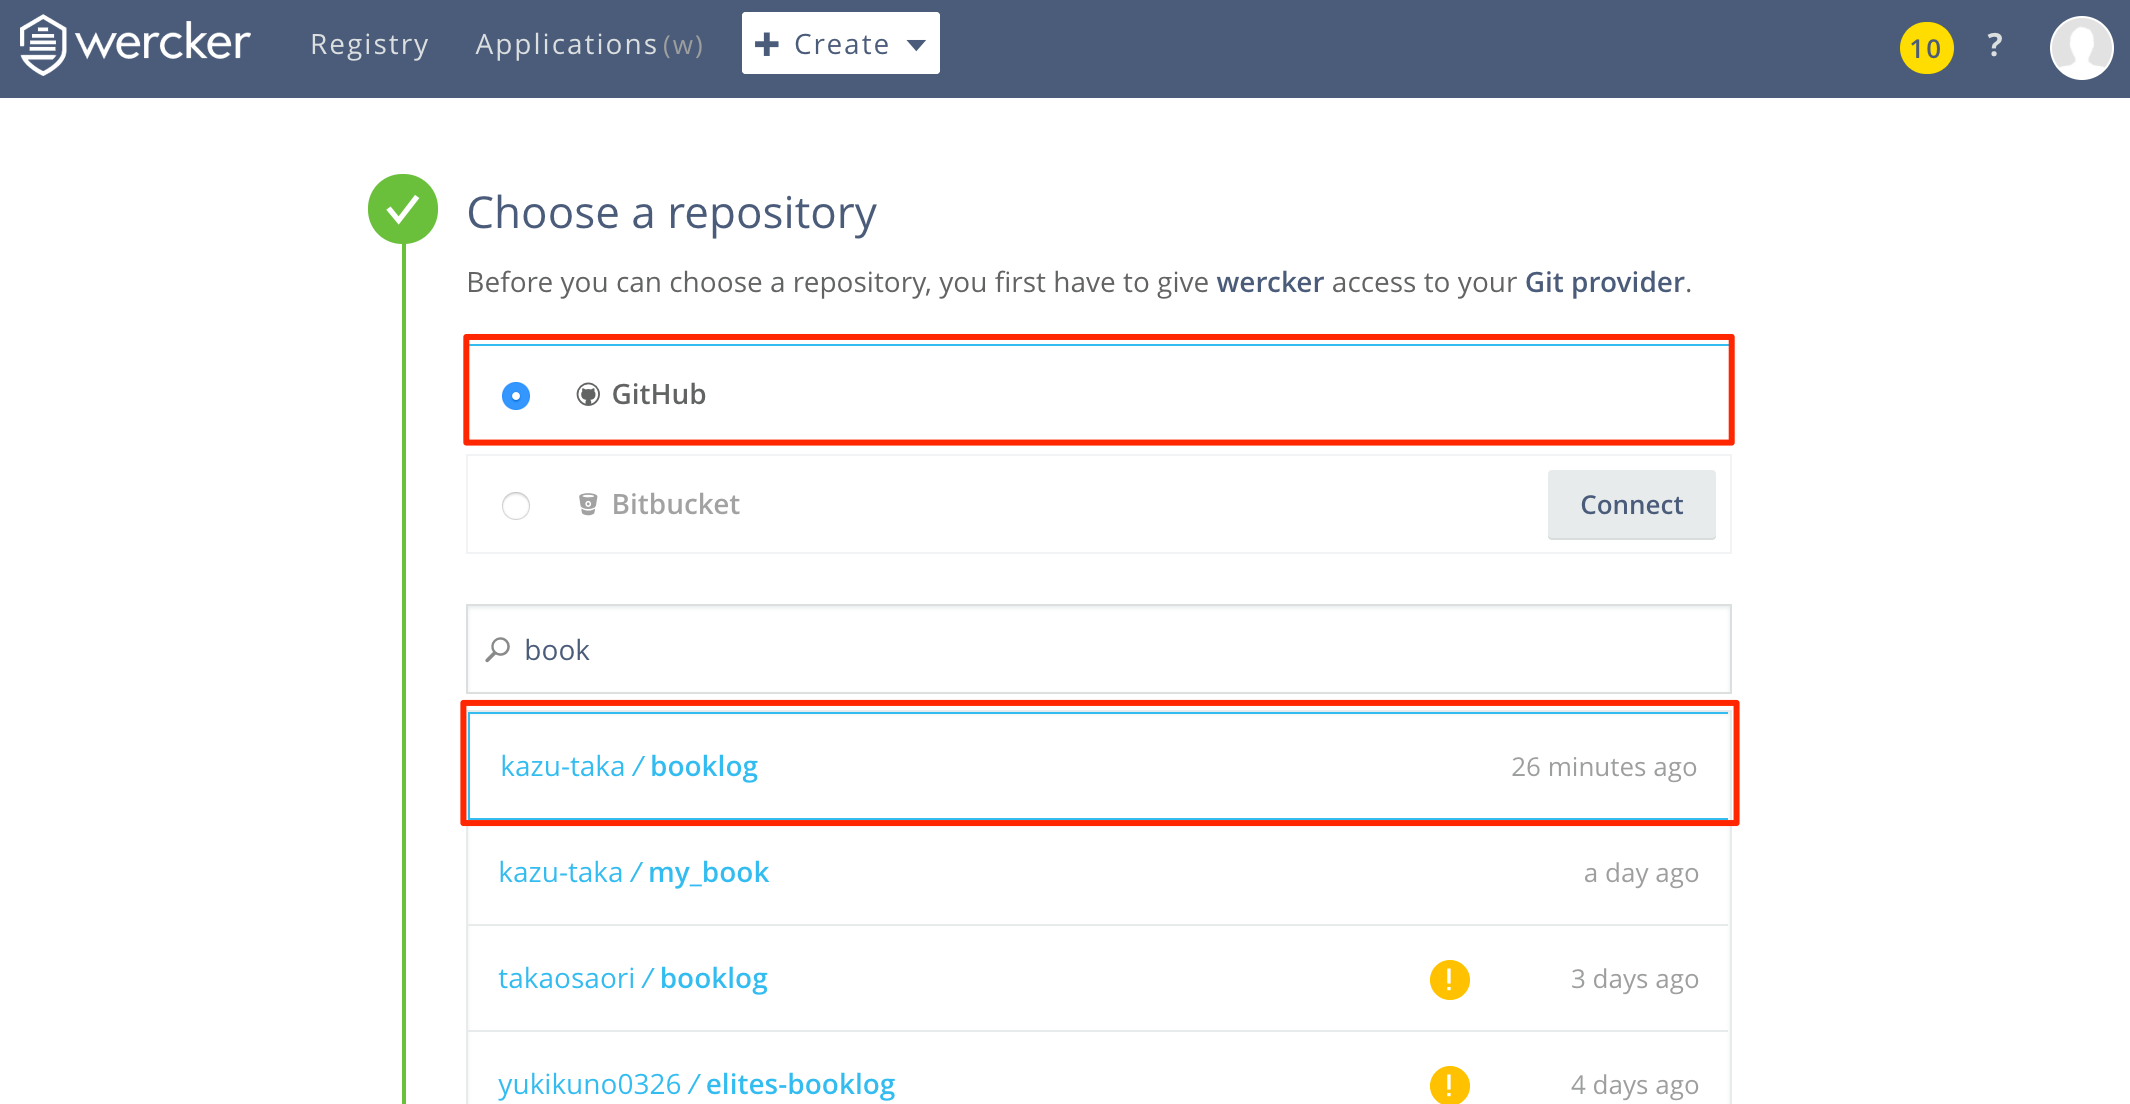 wercker Registry Applications (w) + Create 10 ?
Choose a repository
Before you can choose a repository, you first have to give wercker access to your Git provider.
GitHub
Bitbucket Connect
book
kazu-taka / booklog 26 minutes ago
kazu-taka / my_book a day ago
takaosaori / booklog ! 3 days ago
yukikuno0326 / elites-booklog ! 4 days ago